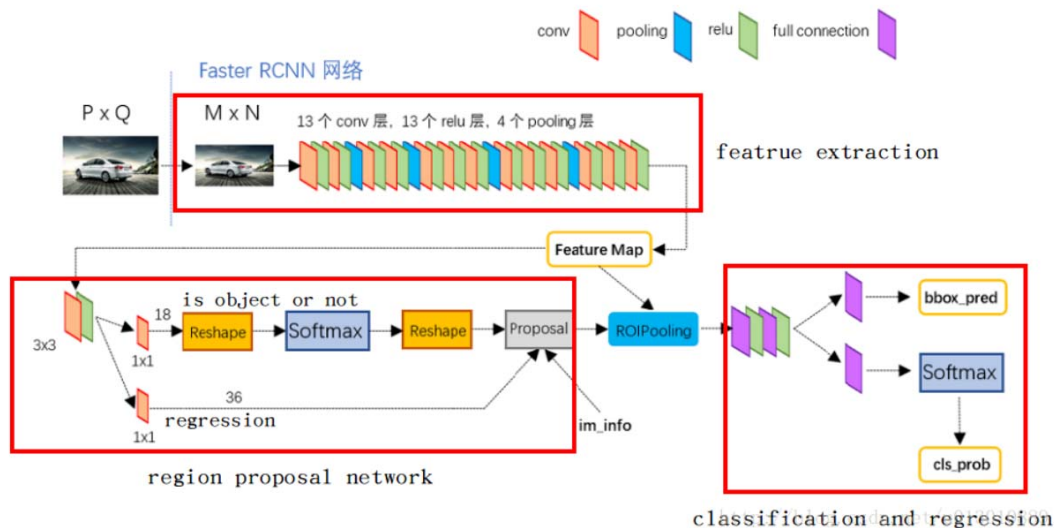 conv pooling relu full connection
Faster RCNN 网络
P x Q
M x N
13 个 conv 层, 13 个 relu 层, 4 个 pooling 层
featrue extraction
Feature Map
is object or not
18
Reshape
Softmax
Reshape
Proposal
ROIPooling
3x3
1x1
36
regression
1x1
im_info
region proposal network
bbox_pred
Softmax
cls_prob
classification and regression